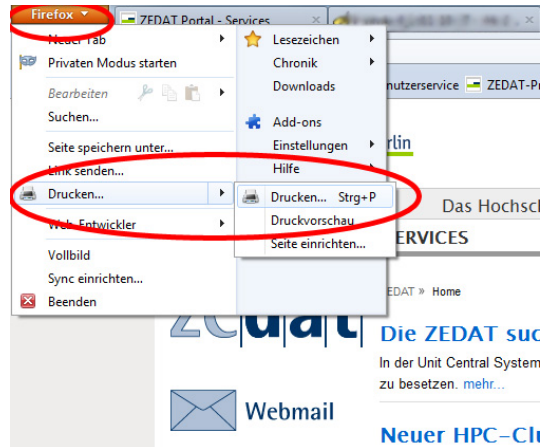 Firefox
ZEDAT Portal - Services
Neuer Tab
Privaten Modus starten
Bearbeiten
Suchen...
Seite speichern unter...
Link senden...
Drucken...
Web-Entwickler
Vollbild
Sync einrichten...
Beenden
Lesezeichen
Chronik
Downloads
Add-ons
Einstellungen
Hilfe
Drucken... Strg+P
Druckvorschau
Seite einrichten...
nutzerservice ZEDAT-Pr
rlin
Das Hochsch
ERVICES
EDAT » Home
zedat
Die ZEDAT suc
In der Unit Central System
zu besetzen. mehr...
Webmail
Neuer HPC-Clu